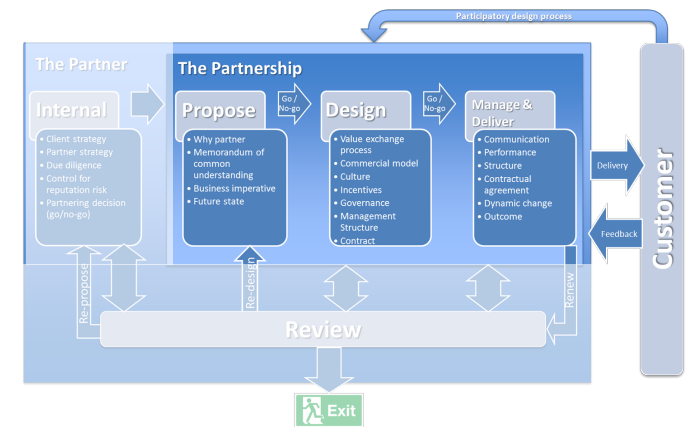 Participatory design process
The Partner
The Partnership
Internal
• Client strategy
• Partner strategy
• Due diligence
• Control for
reputation risk
• Partnering decision
(go/no-go)
Propose
• Why partner
• Memorandum of
common
understanding
• Business imperative
• Future state
Go /
No-go
Design
• Value exchange
process
• Commercial model
• Culture
• Incentives
• Governance
• Management
Structure
• Contract
Go /
No-go
Manage &
Deliver
• Communication
• Performance
• Structure
• Contractual
agreement
• Dynamic change
• Outcome
Delivery
Feedback
Customer
Re-propose
Re-design
Renew
Review
Exit